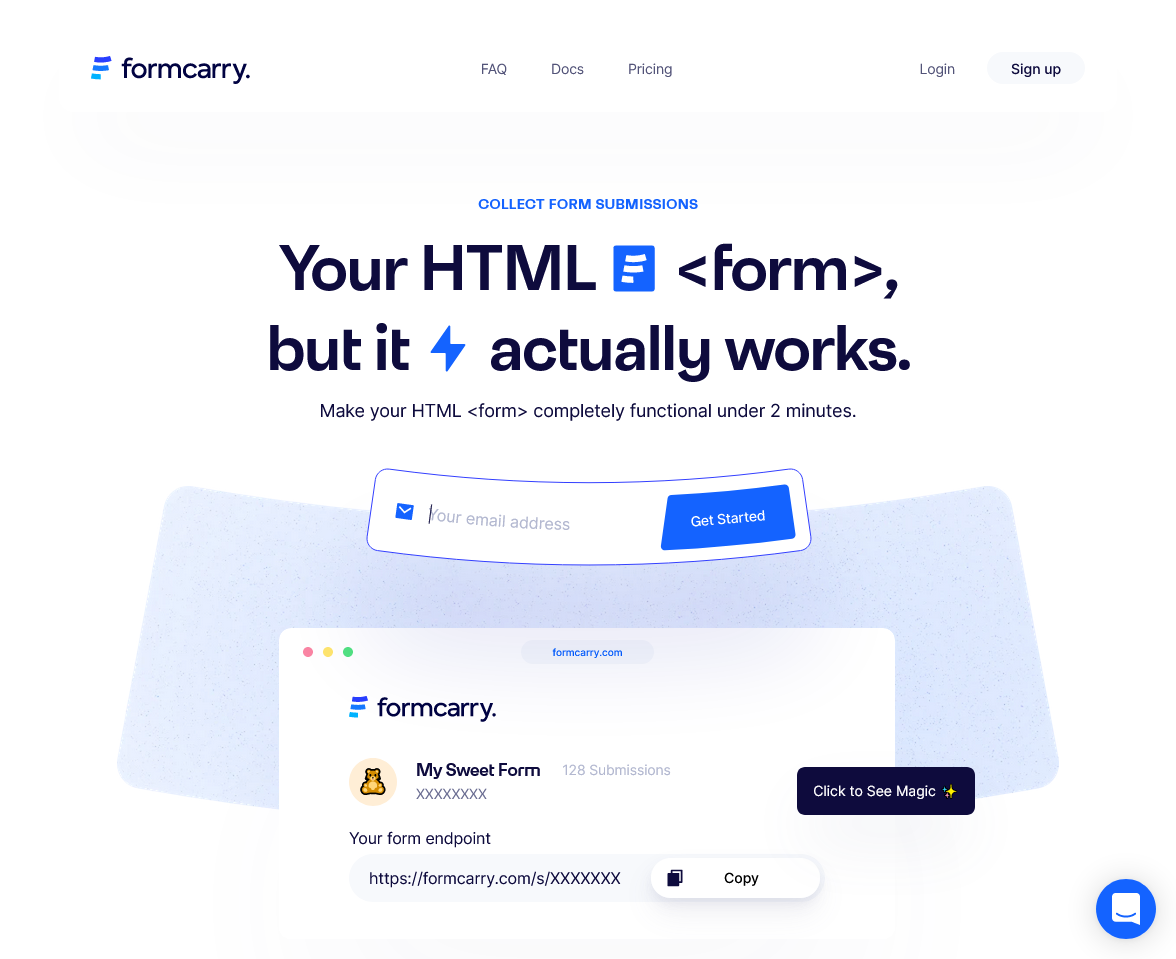 formcarry.
FAQ Docs Pricing Login Sign up
COLLECT FORM SUBMISSIONS
Your HTML <form>,
but it actually works.
Make your HTML <form> completely functional under 2 minutes.
Your email address Get Started
formcarry.com
formcarry.
My Sweet Form 128 Submissions
XXXXXXXX
Click to See Magic ✨
Your form endpoint
https://formcarry.com/s/XXXXXXX Copy